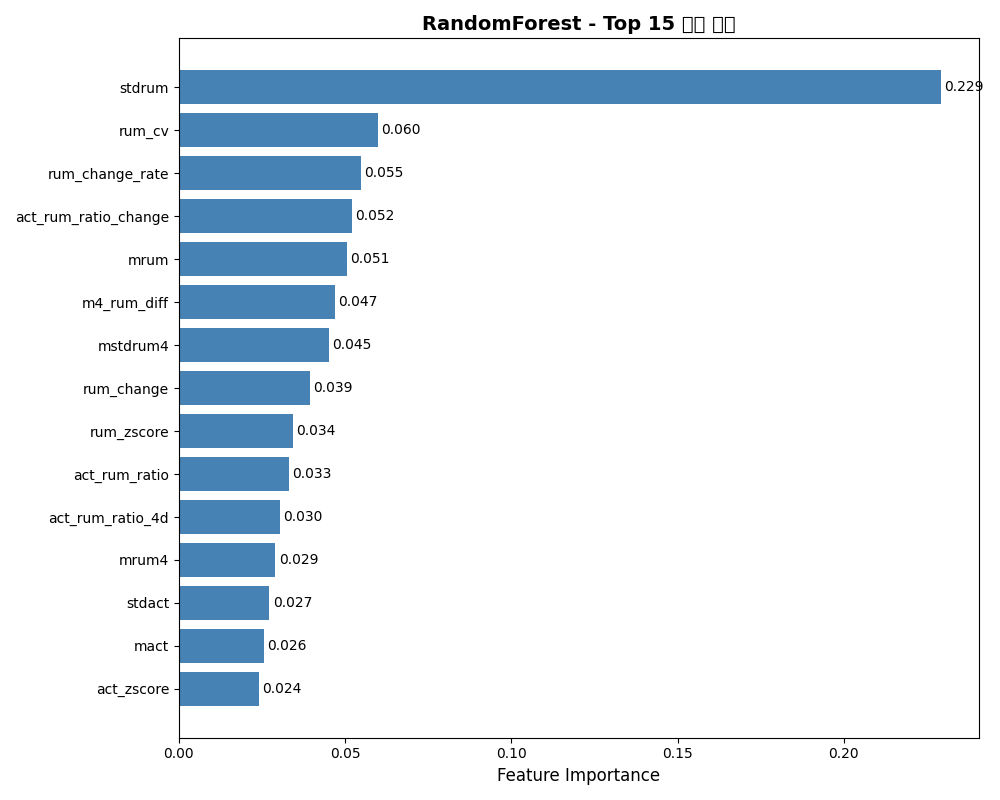 RandomForest - Top 15
stdrum 0.229
rum_cv 0.060
rum_change_rate 0.055
act_rum_ratio_change 0.052
mrum 0.051
m4_rum_diff 0.047
mstdrum4 0.045
rum_change 0.039
rum_zscore 0.034
act_rum_ratio 0.033
act_rum_ratio_4d 0.030
mrum4 0.029
stdact 0.027
mact 0.026
act_zscore 0.024
0.00 0.05 0.10 0.15 0.20
Feature Importance